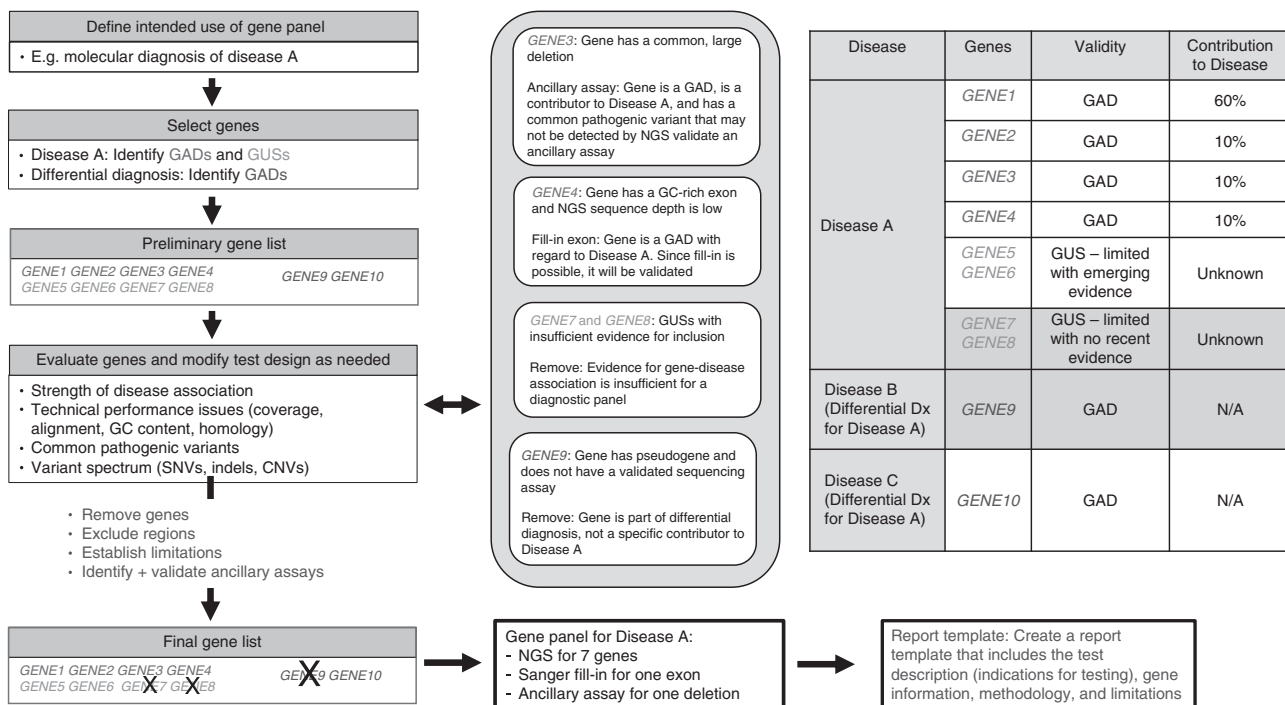 Define intended use of gene panel
• E.g. molecular diagnosis of disease A
Select genes
• Disease A: Identify GADs and GUSs
• Differential diagnosis: Identify GADs
Preliminary gene list
GENE1 GENE2 GENE3 GENE4
GENE5 GENE6 GENE7 GENE8
GENE9 GENE10
Evaluate genes and modify test design as needed
• Strength of disease association
• Technical performance issues (coverage,
alignment, GC content, homology)
• Common pathogenic variants
• Variant spectrum (SNVs, indels, CNVs)
• Remove genes
• Exclude regions
• Establish limitations
• Identify + validate ancillary assays
Final gene list
GENE1 GENE2 GENE3 GENE4
GENE5 GENE6 GENE7 GENE8
GENE9 GENE10
GENE3: Gene has a common, large
deletion
Ancillary assay: Gene is a GAD, is a
contributor to Disease A, and has a
common pathogenic variant that may
not be detected by NGS validate an
ancillary assay
GENE4: Gene has a GC-rich exon
and NGS sequence depth is low
Fill-in exon: Gene is a GAD with
regard to Disease A. Since fill-in is
possible, it will be validated
GENE7 and GENE8: GUSs with
insufficient evidence for inclusion
Remove: Evidence for gene-disease
association is insufficient for a
diagnostic panel
GENE9: Gene has pseudogene and
does not have a validated sequencing
assay
Remove: Gene is part of differential
diagnosis, not a specific contributor to
Disease A
Gene panel for Disease A:
- NGS for 7 genes
- Sanger fill-in for one exon
- Ancillary assay for one deletion
Report template: Create a report
template that includes the test
description (indications for testing), gene
information, methodology, and limitations
Disease Genes Validity Contribution
to Disease
Disease A
GENE1 GAD 60%
GENE2 GAD 10%
GENE3 GAD 10%
GENE4 GAD 10%
GENE5
GENE6
GUS – limited
with emerging
evidence
Unknown
GENE7
GENE8
GUS – limited
with no recent
evidence
Unknown
Disease B
(Differential Dx
for Disease A)
GENE9 GAD N/A
Disease C
(Differential Dx
for Disease A)
GENE10 GAD N/A